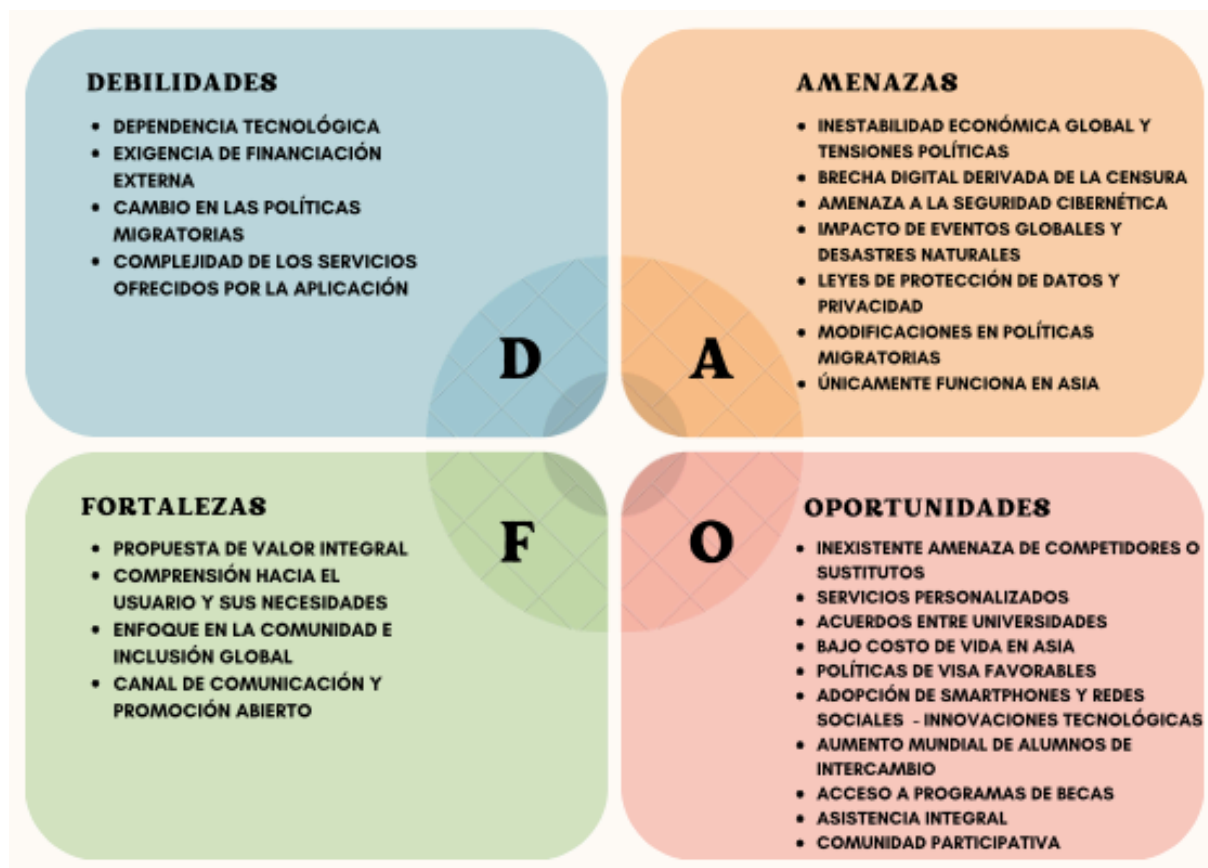 DEBILIDADES
• DEPENDENCIA TECNOLÓGICA
• EXIGENCIA DE FINANCIACIÓN
EXTERNA
• CAMBIO EN LAS POLÍTICAS
MIGRATORIAS
• COMPLEJIDAD DE LOS SERVICIOS
OFRECIDOS POR LA APLICACIÓN
D
AMENAZAS
• INESTABILIDAD ECONÓMICA GLOBAL Y
TENSIONES POLÍTICAS
• BRECHA DIGITAL DERIVADA DE LA CENSURA
• AMENAZA A LA SEGURIDAD CIBERNÉTICA
• IMPACTO DE EVENTOS GLOBALES Y
DESASTRES NATURALES
• LEYES DE PROTECCIÓN DE DATOS Y
PRIVACIDAD
• MODIFICACIONES EN POLÍTICAS
MIGRATORIAS
• ÚNICAMENTE FUNCIONA EN ASIA
A
FORTALEZAS
• PROPUESTA DE VALOR INTEGRAL
• COMPRENSIÓN HACIA EL
USUARIO Y SUS NECESIDADES
• ENFOQUE EN LA COMUNIDAD E
INCLUSIÓN GLOBAL
• CANAL DE COMUNICACIÓN Y
PROMOCIÓN ABIERTO
F
OPORTUNIDADES
• INEXISTENTE AMENAZA DE COMPETIDORES O
SUSTITUTOS
• SERVICIOS PERSONALIZADOS
• ACUERDOS ENTRE UNIVERSIDADES
• BAJO COSTO DE VIDA EN ASIA
• POLÍTICAS DE VISA FAVORABLES
• ADOPCIÓN DE SMARTPHONES Y REDES
SOCIALES - INNOVACIONES TECNOLÓGICAS
• AUMENTO MUNDIAL DE ALUMNOS DE
INTERCAMBIO
• ACCESO A PROGRAMAS DE BECAS
• ASISTENCIA INTEGRAL
• COMUNIDAD PARTICIPATIVA
O